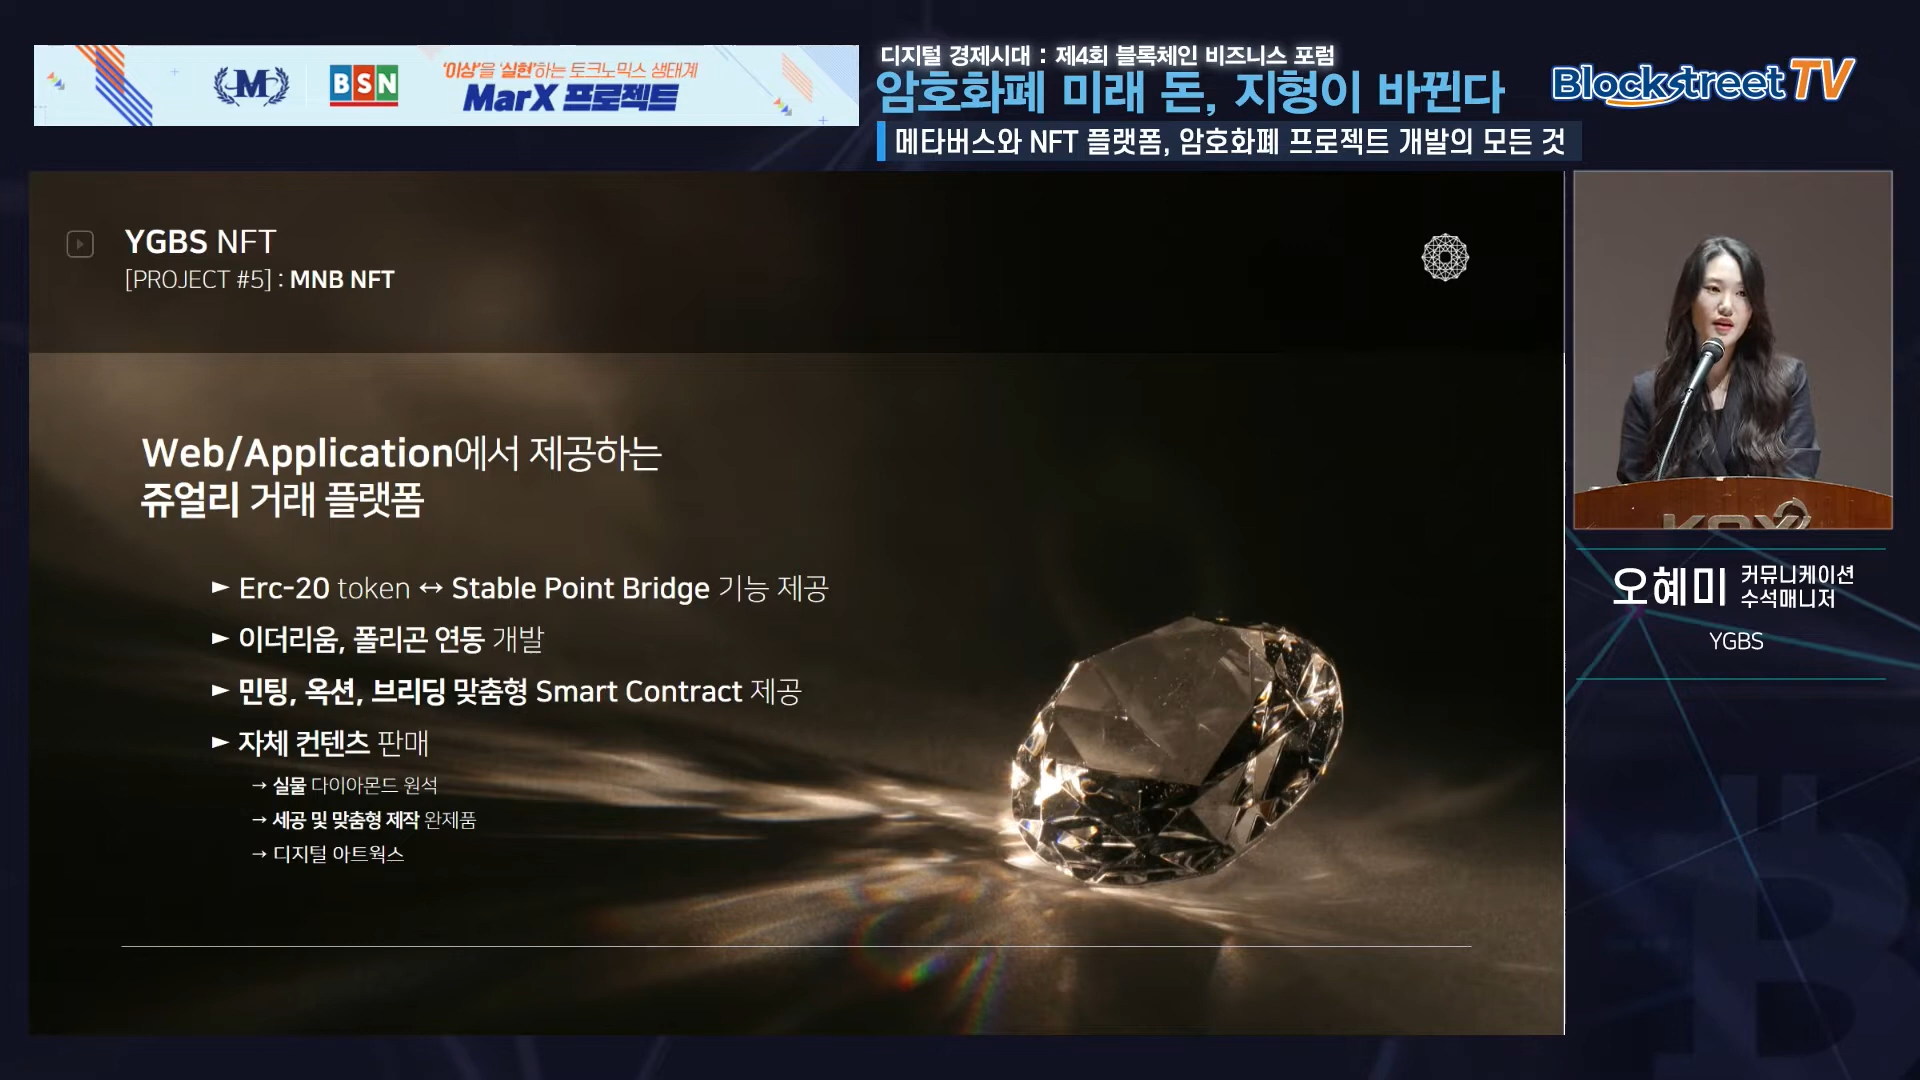 M
BSN
'이상'을 '실현'하는 토크노믹스 생태계
MarX 프로젝트
디지털 경제시대 : 제4회 블록체인 비즈니스 포럼
암호화폐 미래 돈, 지형이 바뀐다
메타버스와 NFT 플랫폼, 암호화폐 프로젝트 개발의 모든 것
Blockstreet TV
YGBS NFT
[PROJECT #5] : MNB NFT
Web/Application에서 제공하는
쥬얼리 거래 플랫폼
► Erc-20 token ↔ Stable Point Bridge 기능 제공
► 이더리움, 폴리곤 연동 개발
► 민팅, 옥션, 브리딩 맞춤형 Smart Contract 제공
► 자체 컨텐츠 판매
→ 실물 다이아몬드 원석
→ 세공 및 맞춤형 제작 완제품
→ 디지털 아트웍스
오혜미 커뮤니케이션
수석매니저
YGBS